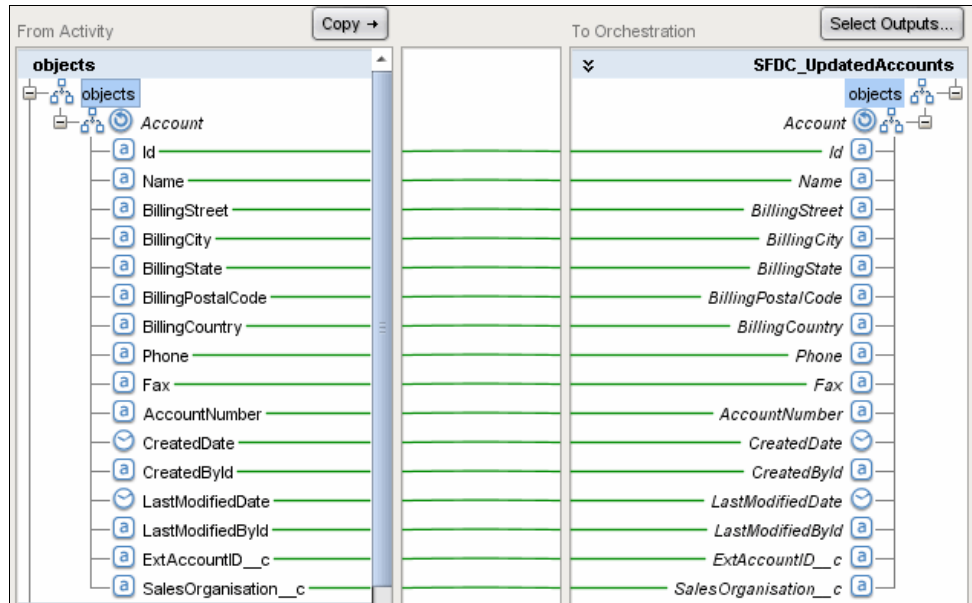 From Activity
Copy →
To Orchestration
Select Outputs...
objects
SFDC_UpdatedAccounts
objects
objects
Account
Account
a Id
Id a
a Name
Name a
a BillingStreet
BillingStreet a
a BillingCity
BillingCity a
a BillingState
BillingState a
a BillingPostalCode
BillingPostalCode a
a BillingCountry
BillingCountry a
a Phone
Phone a
a Fax
Fax a
a AccountNumber
AccountNumber a
CreatedDate
CreatedDate
a CreatedById
CreatedById a
LastModifiedDate
LastModifiedDate
a LastModifiedById
LastModifiedById a
a ExtAccountID__c
ExtAccountID__c a
a SalesOrganisation__c
SalesOrganisation__c a